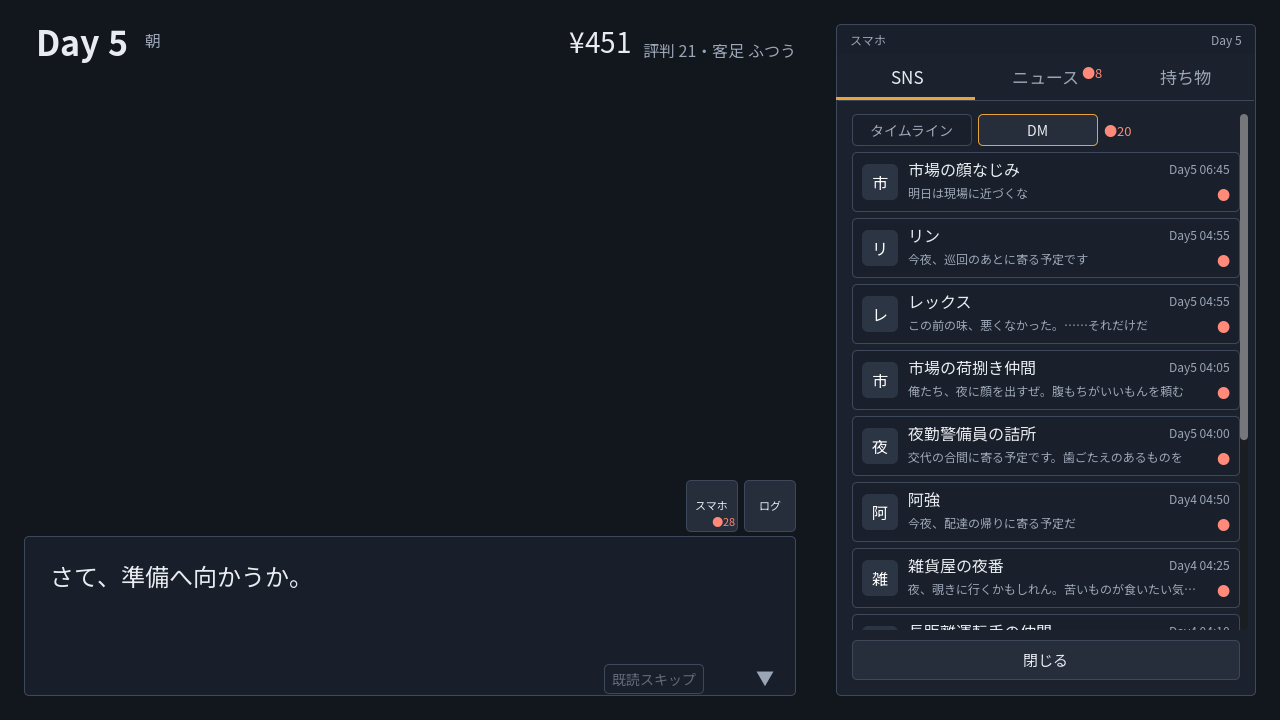 Day 5 朝
¥451 評判 21・客足 ふつう
スマホ
●28
ログ
さて、準備へ向かうか。
既読スキップ
▼
スマホ Day 5
SNS ニュース ●8 持ち物
タイムライン DM ●20
市 市場の顔なじみ Day5 06:45
明日は現場に近づくな
リ リン Day5 04:55
今夜、巡回のあとに寄る予定です
レ レックス Day5 04:55
この前の味、悪くなかった。……それだけだ
市 市場の荷捌き仲間 Day5 04:05
俺たち、夜に顔を出すぜ。腹もちがいいもんを頼む
夜 夜勤警備員の詰所 Day5 04:00
交代の合間に寄る予定です。歯ごたえのあるものを
阿 阿強 Day4 04:50
今夜、配達の帰りに寄る予定だ
雑 雑貨屋の夜番 Day4 04:25
夜、覗きに行くかもしれん。苦いものが食いたい気…
長距離運転手の仲間 Day4 04:10
閉じる